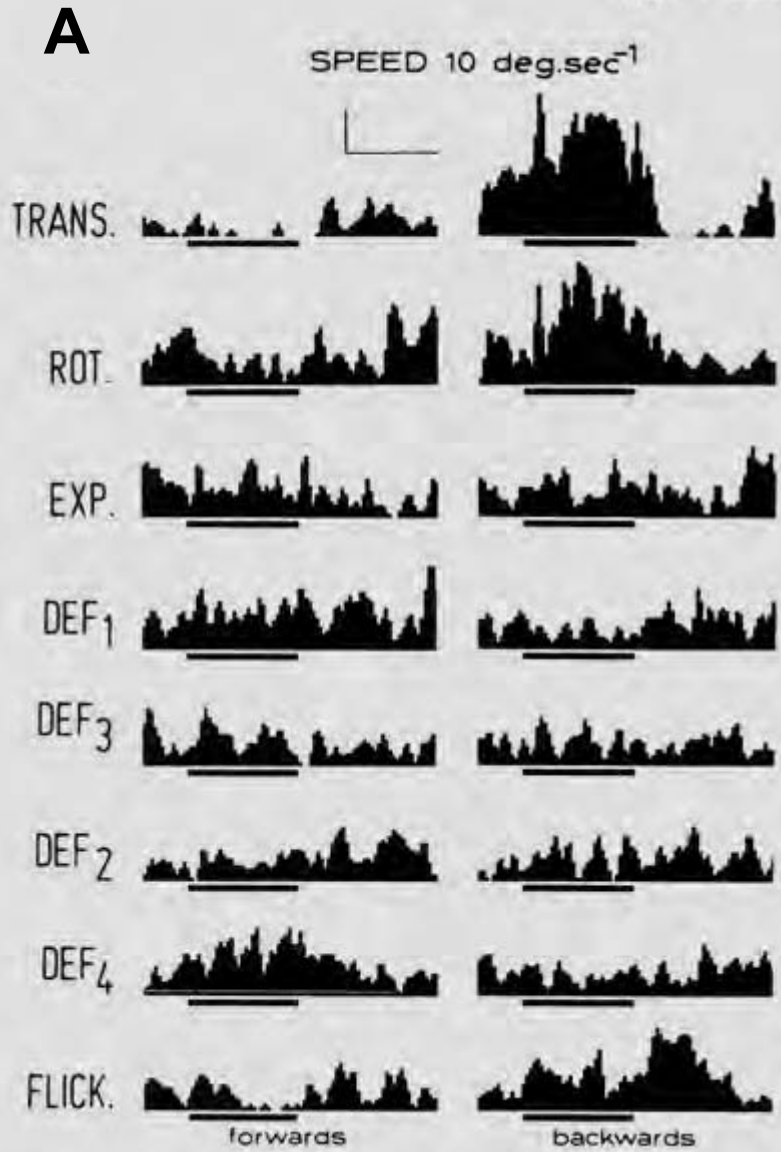 A
SPEED 10 deg.sec⁻¹
TRANS.
ROT.
EXP.
DEF₁
DEF₃
DEF₂
DEF₄
FLICK.
forwards backwards